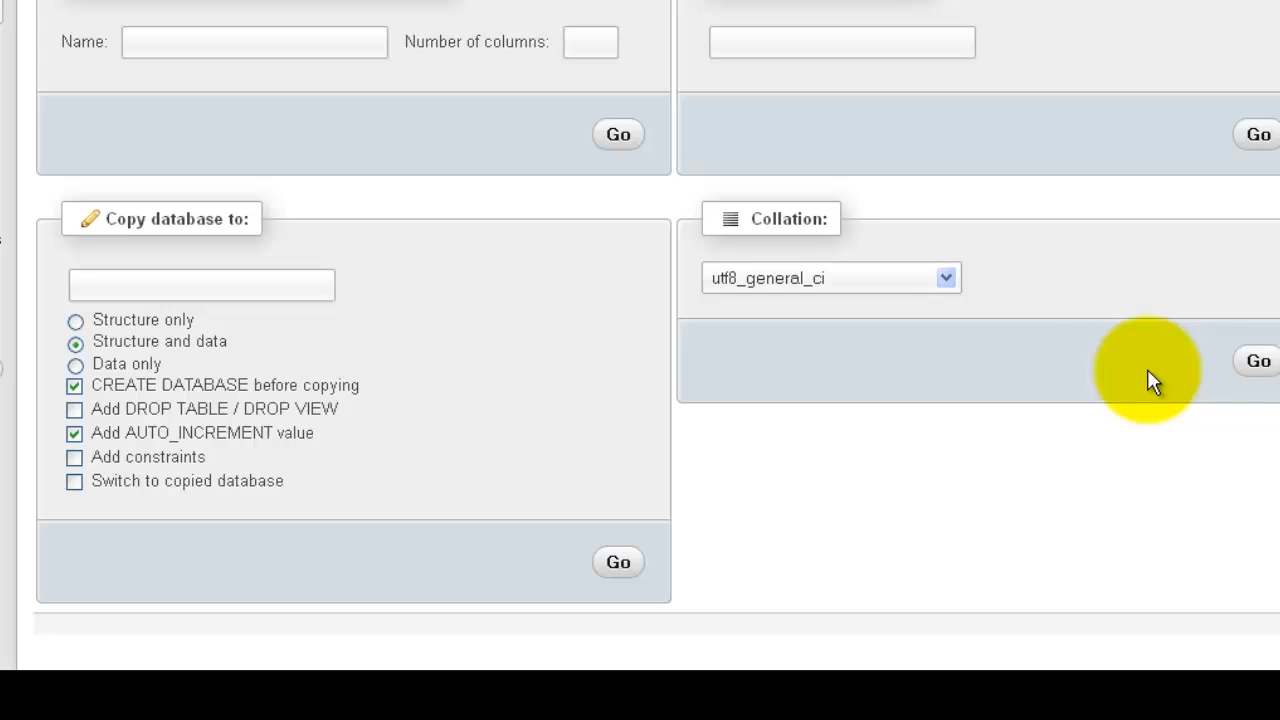 Name:
Number of columns:
Go
Go
Copy database to:
Structure only
Structure and data
Data only
CREATE DATABASE before copying
Add DROP TABLE / DROP VIEW
Add AUTO_INCREMENT value
Add constraints
Switch to copied database
Go
Collation:
utf8_general_ci
Go